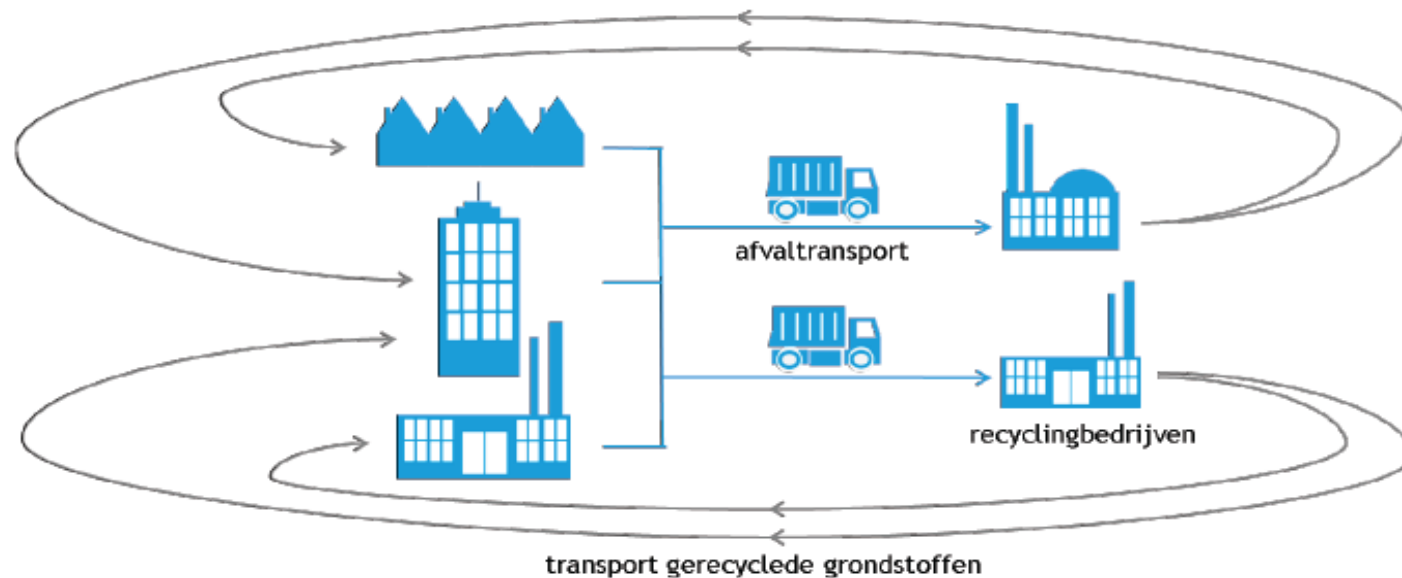 afvaltransport
recyclingbedrijven
transport gerecyclede grondstoffen